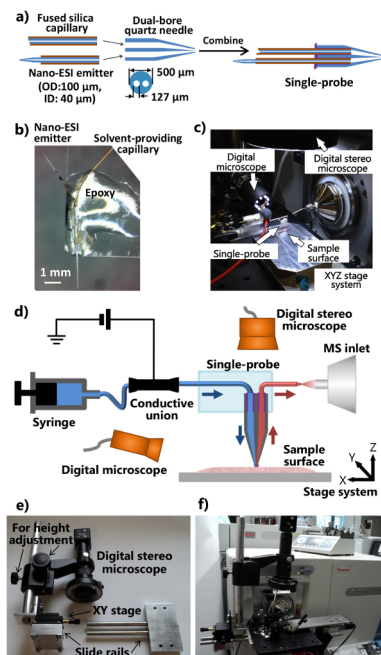 a)
Fused silica
capillary
Dual-bore
quartz needle
Combine
Nano-ESI emitter
(OD:100 μm,
ID: 40 μm)
500 μm
127 μm
Single-probe
b)
Nano-ESI
emitter
Solvent-providing
capillary
Epoxy
1 mm
c)
Digital
microscope
Digital stereo
microscope
Single-probe
Sample
surface
XYZ stage
system
d)
Digital stereo
microscope
Single-probe
MS inlet
Syringe
Conductive
union
Digital microscope
Sample
surface
X
Y
Z
Stage system
e)
For height
adjustment
Digital stereo
microscope
XY stage
Slide rails
f)